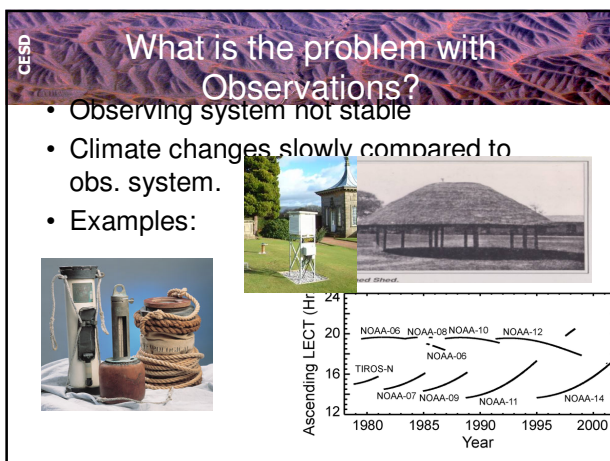 CESD
What is the problem with
Observations?
• Observing system not stable
• Climate changes slowly compared to
obs. system.
• Examples:
ed Shed.
Ascending LECT (Hr
24
20
16
12
NOAA-06
NOAA-08
NOAA-10
NOAA-12
NOAA-06
TIROS-N
NOAA-07
NOAA-09
NOAA-11
NOAA-14
1980
1985
1990
1995
2000
Year